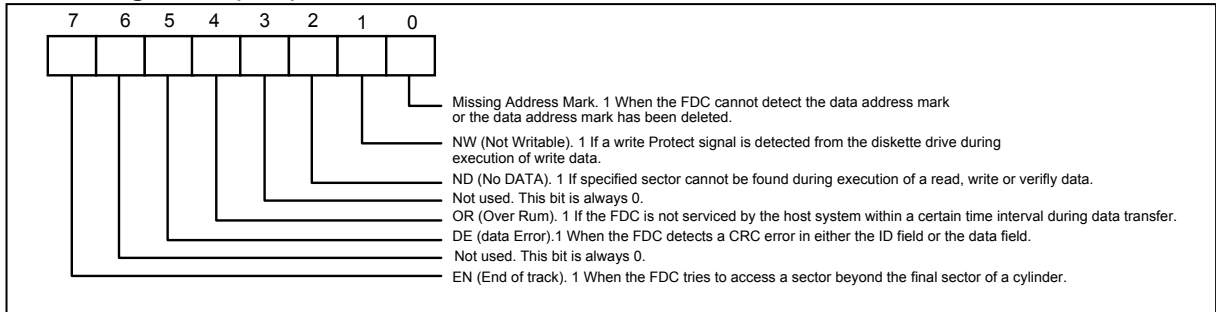 7 6 5 4 3 2 1 0
Missing Address Mark. 1 When the FDC cannot detect the data address mark
or the data address mark has been deleted.
NW (Not Writable). 1 If a write Protect signal is detected from the diskette drive during
execution of write data.
ND (No DATA). 1 If specified sector cannot be found during execution of a read, write or verifly data.
Not used. This bit is always 0.
OR (Over Rum). 1 If the FDC is not serviced by the host system within a certain time interval during data transfer.
DE (data Error).1 When the FDC detects a CRC error in either the ID field or the data field.
Not used. This bit is always 0.
EN (End of track). 1 When the FDC tries to access a sector beyond the final sector of a cylinder.